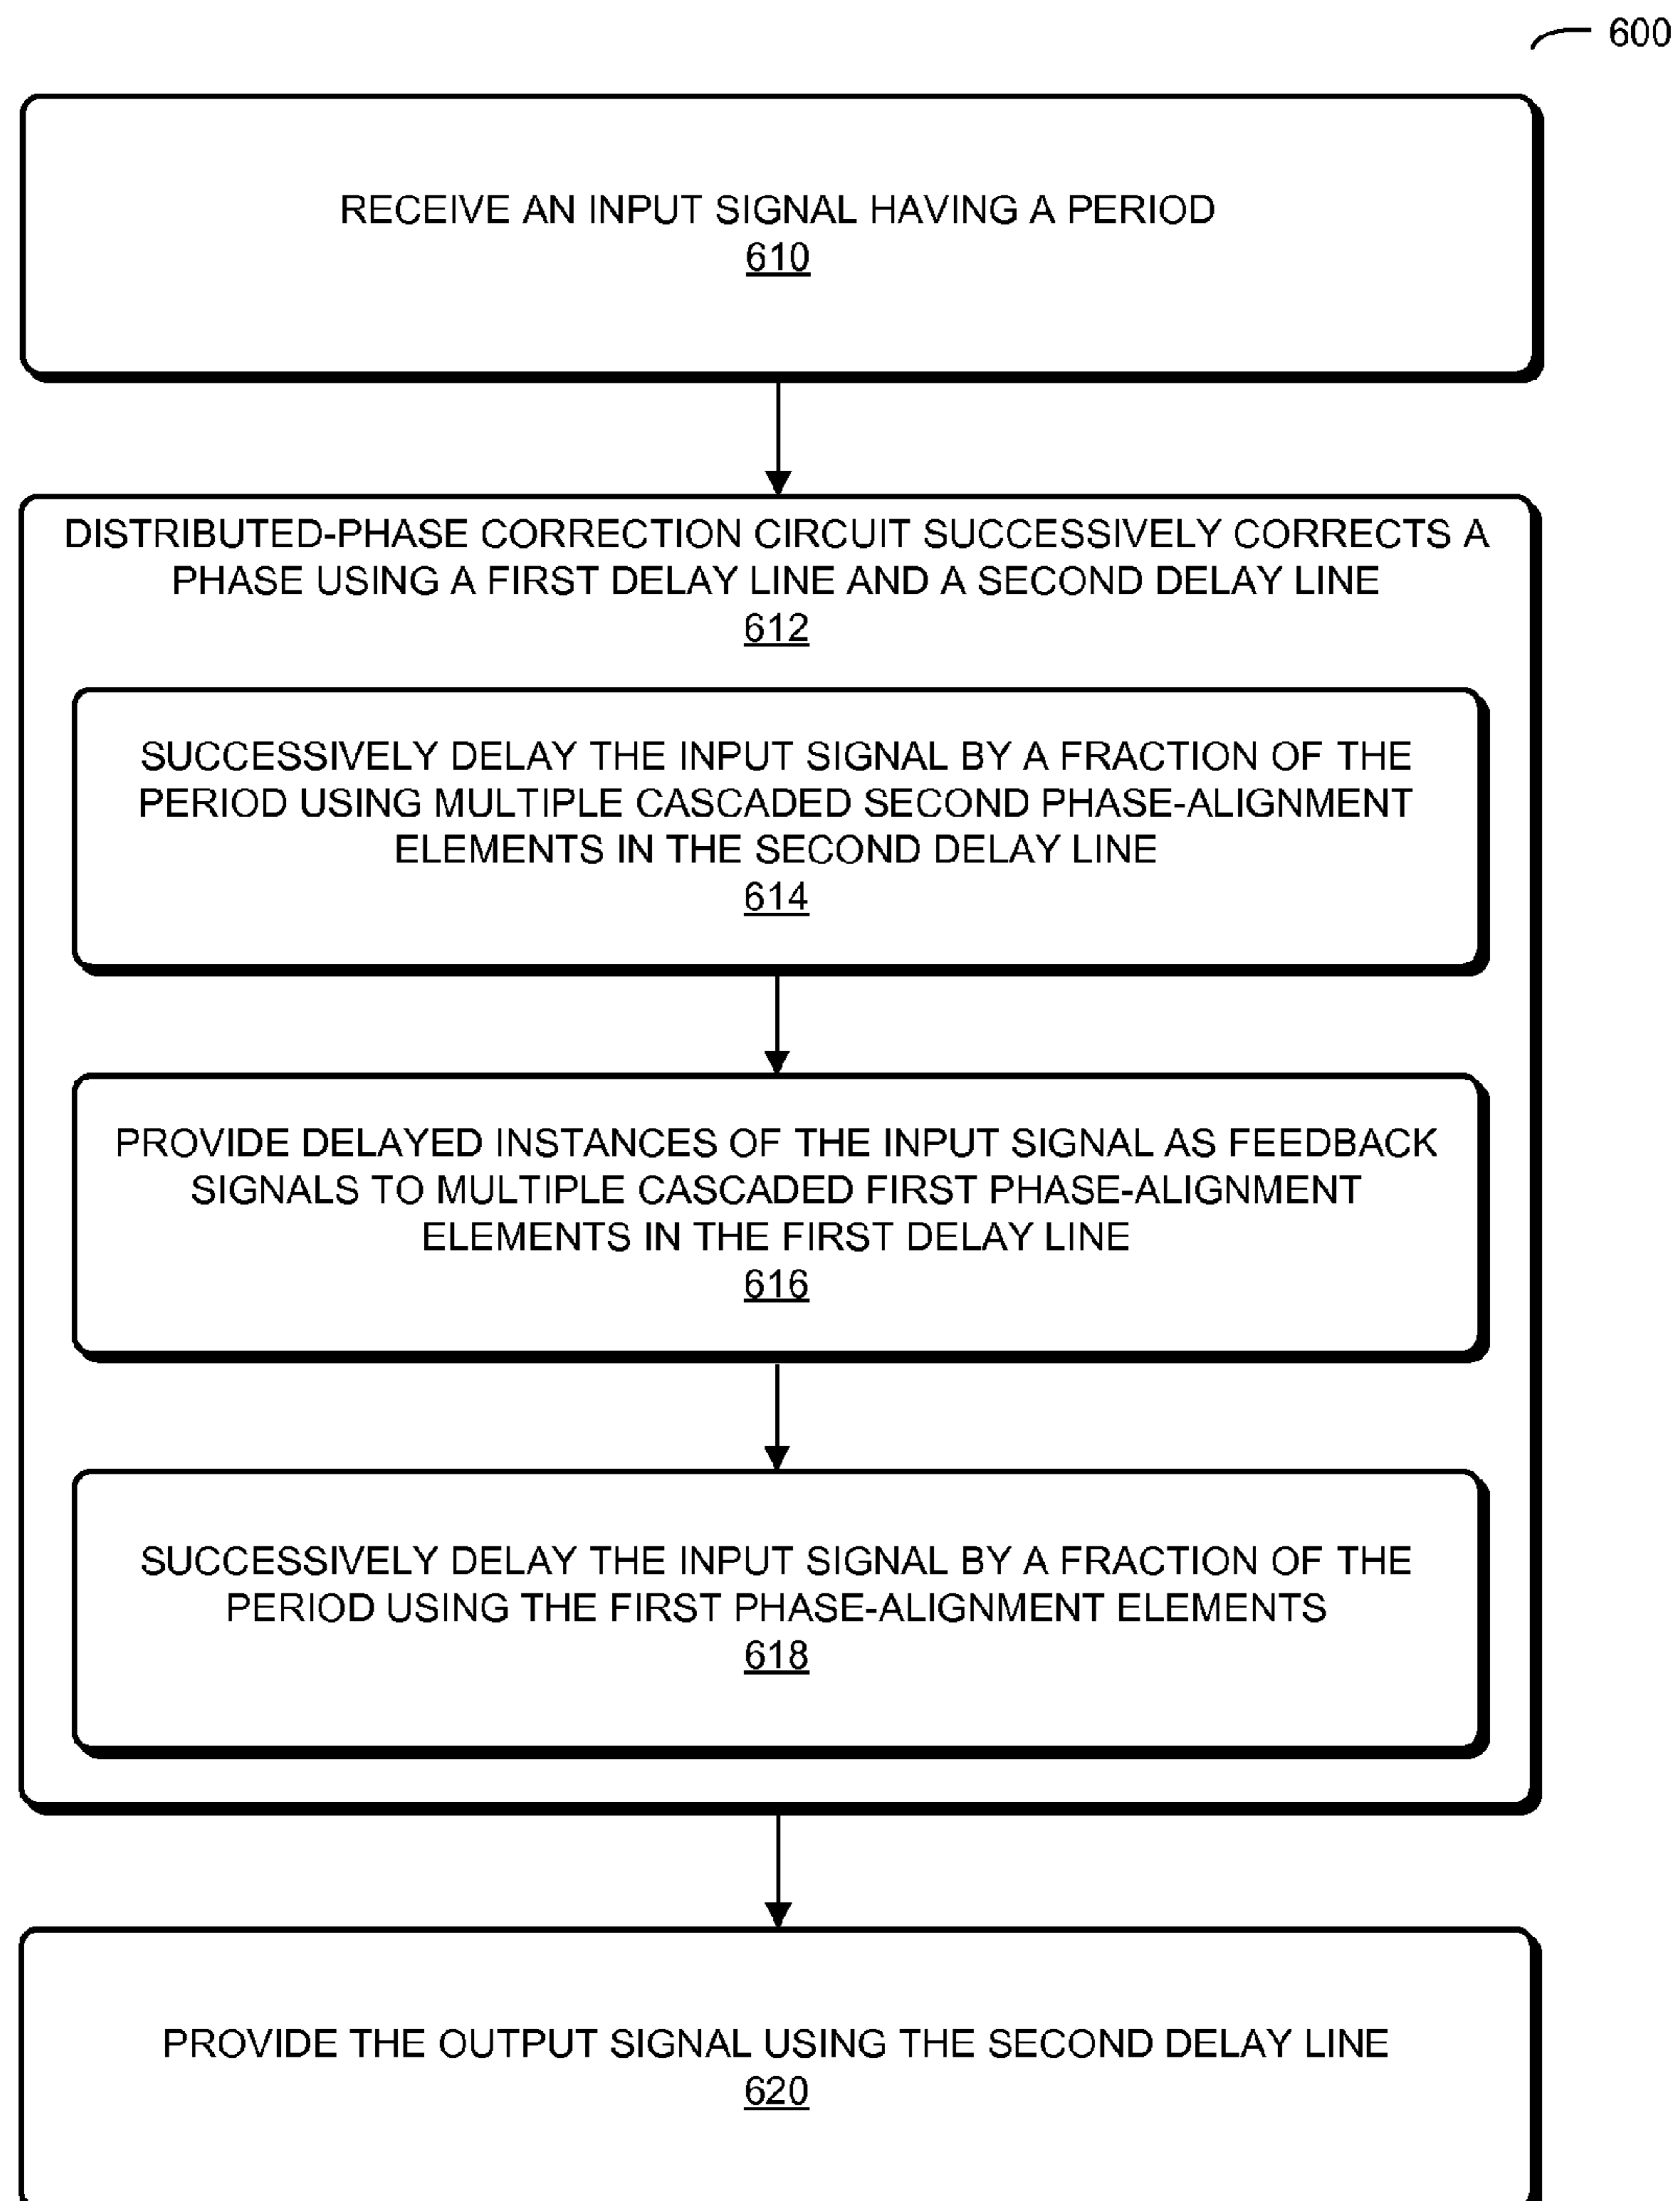 600
RECEIVE AN INPUT SIGNAL HAVING A PERIOD
610
DISTRIBUTED-PHASE CORRECTION CIRCUIT SUCCESSIVELY CORRECTS A
PHASE USING A FIRST DELAY LINE AND A SECOND DELAY LINE
612
SUCCESSIVELY DELAY THE INPUT SIGNAL BY A FRACTION OF THE
PERIOD USING MULTIPLE CASCADED SECOND PHASE-ALIGNMENT
ELEMENTS IN THE SECOND DELAY LINE
614
PROVIDE DELAYED INSTANCES OF THE INPUT SIGNAL AS FEEDBACK
SIGNALS TO MULTIPLE CASCADED FIRST PHASE-ALIGNMENT
ELEMENTS IN THE FIRST DELAY LINE
616
SUCCESSIVELY DELAY THE INPUT SIGNAL BY A FRACTION OF THE
PERIOD USING THE FIRST PHASE-ALIGNMENT ELEMENTS
618
PROVIDE THE OUTPUT SIGNAL USING THE SECOND DELAY LINE
620